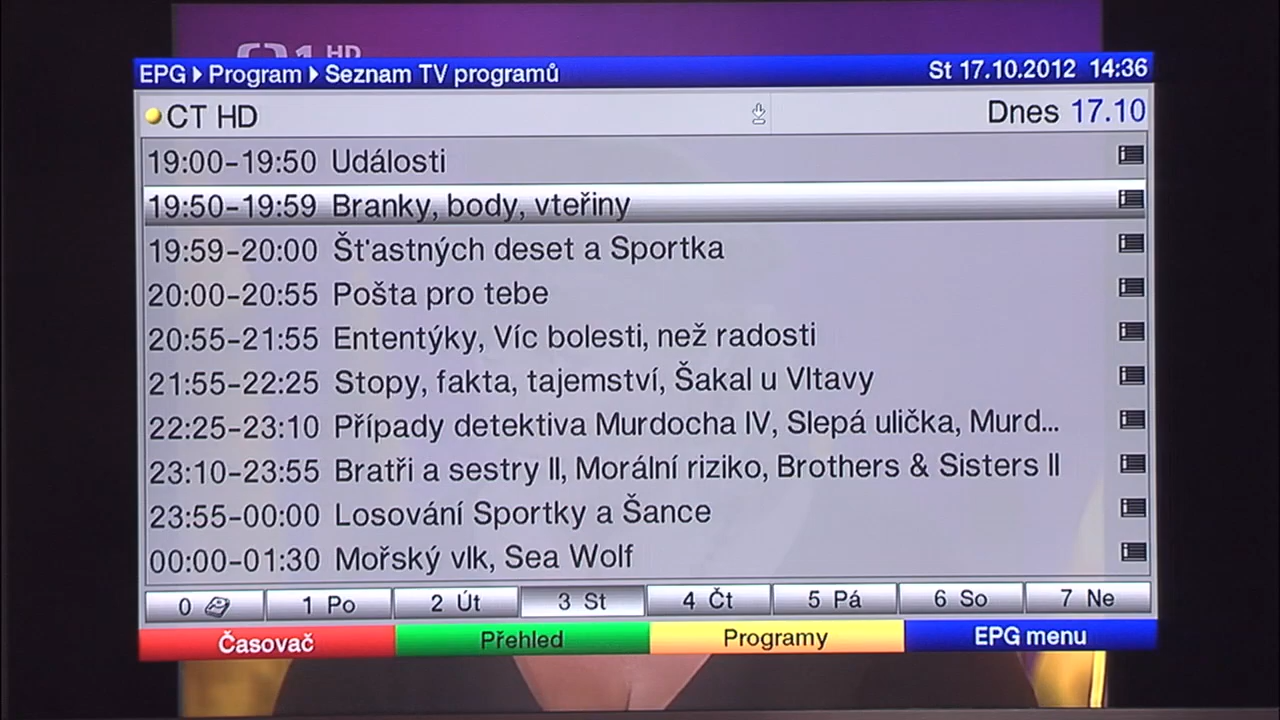 1 HD
EPG Program Seznam TV programů St 17.10.2012 14:36
CT HD Dnes 17.10
19:00-19:50 Události
19:50-19:59 Branky, body, vteřiny
19:59-20:00 Šťastných deset a Sportka
20:00-20:55 Pošta pro tebe
20:55-21:55 Ententýky, Víc bolesti, než radosti
21:55-22:25 Stopy, fakta, tajemství, Šakal u Vltavy
22:25-23:10 Případy detektiva Murdocha IV, Slepá ulička, Murd...
23:10-23:55 Bratři a sestry II, Morální riziko, Brothers & Sisters II
23:55-00:00 Losování Sportky a Šance
00:00-01:30 Mořský vlk, Sea Wolf
0 1 Po 2 Út 3 St 4 Čt 5 Pá 6 So 7 Ne
Časovač Přehled Programy EPG menu